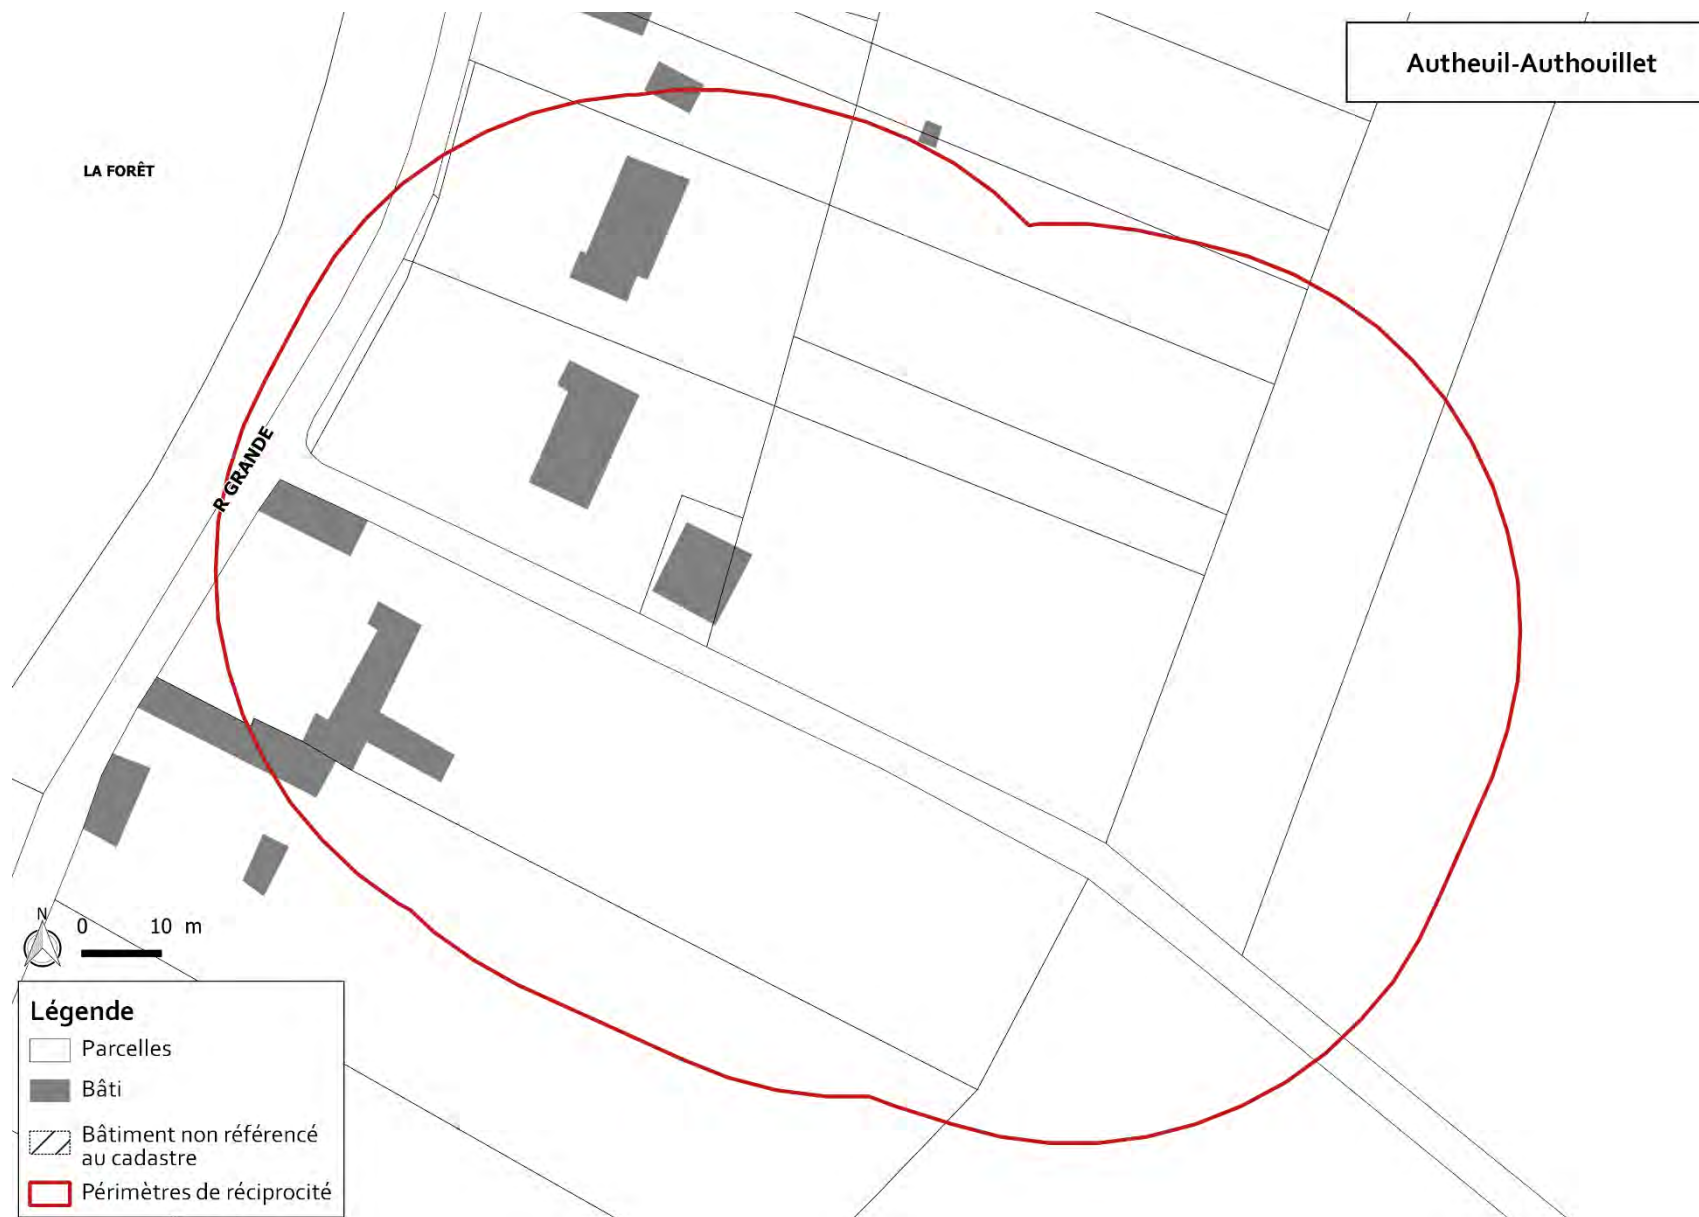 Autheuil-Authouillet
LA FORÊT
R GRANDE
N
0 10 m
Légende
Parcelles
Bâti
Bâtiment non référencé
au cadastre
Périmètres de réciprocité